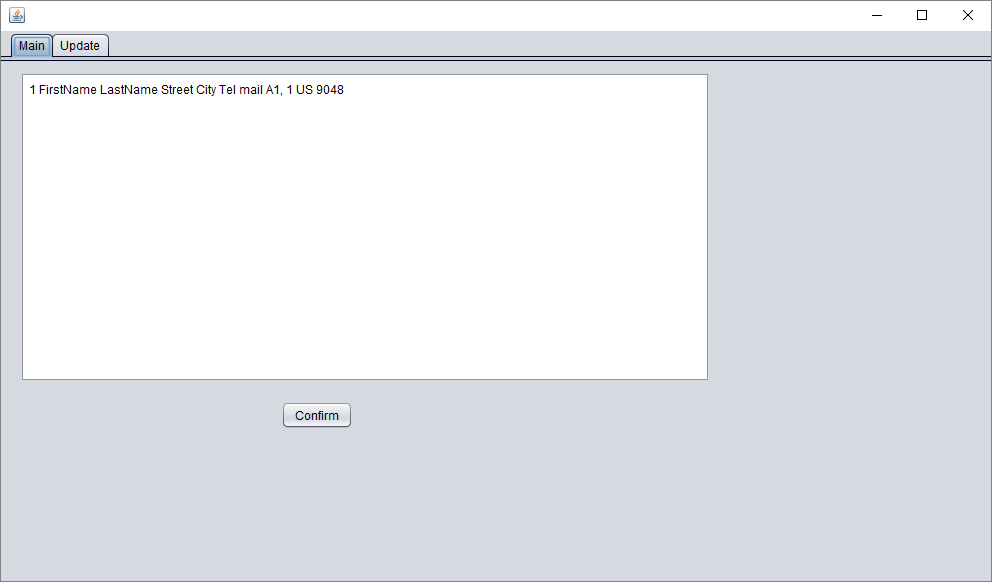 Main Update
1 FirstName LastName Street City Tel mail A1, 1 US 9048
Confirm